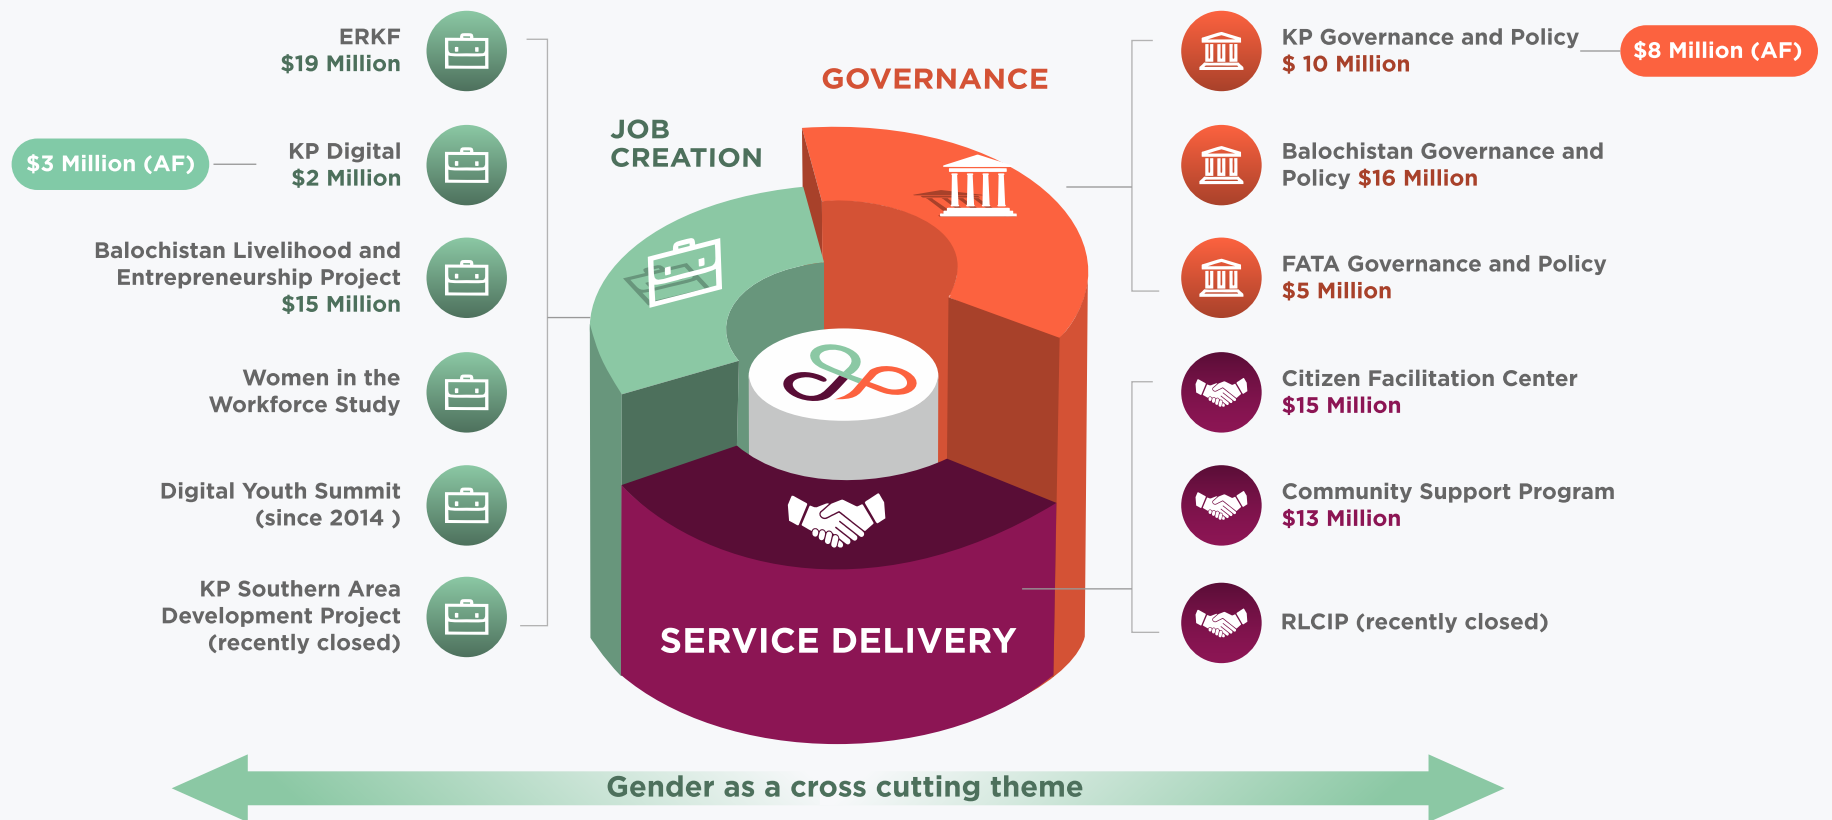 ERKF
$19 Million
$3 Million (AF)
KP Digital
$2 Million
Balochistan Livelihood and
Entrepreneurship Project
$15 Million
Women in the
Workforce Study
Digital Youth Summit
(since 2014 )
KP Southern Area
Development Project
(recently closed)
JOB
CREATION
GOVERNANCE
SERVICE DELIVERY
KP Governance and Policy
$ 10 Million
$8 Million (AF)
Balochistan Governance and
Policy $16 Million
FATA Governance and Policy
$5 Million
Citizen Facilitation Center
$15 Million
Community Support Program
$13 Million
RLCIP (recently closed)
Gender as a cross cutting theme